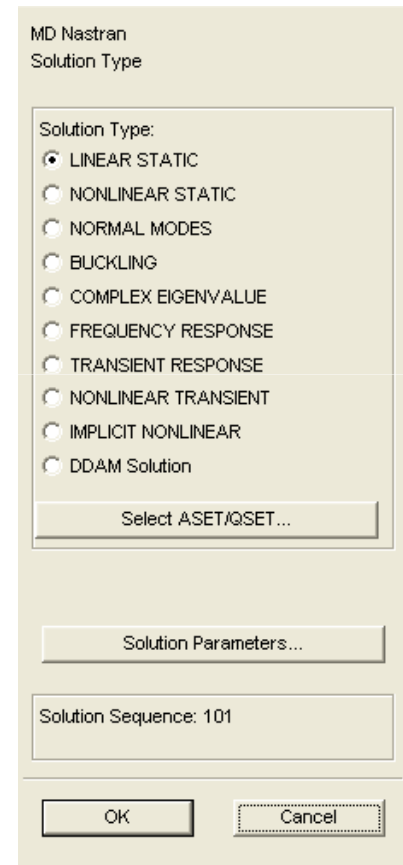 MD Nastran
Solution Type
Solution Type:
LINEAR STATIC
NONLINEAR STATIC
NORMAL MODES
BUCKLING
COMPLEX EIGENVALUE
FREQUENCY RESPONSE
TRANSIENT RESPONSE
NONLINEAR TRANSIENT
IMPLICIT NONLINEAR
DDAM Solution
Select ASET/QSET...
Solution Parameters...
Solution Sequence: 101
OK Cancel